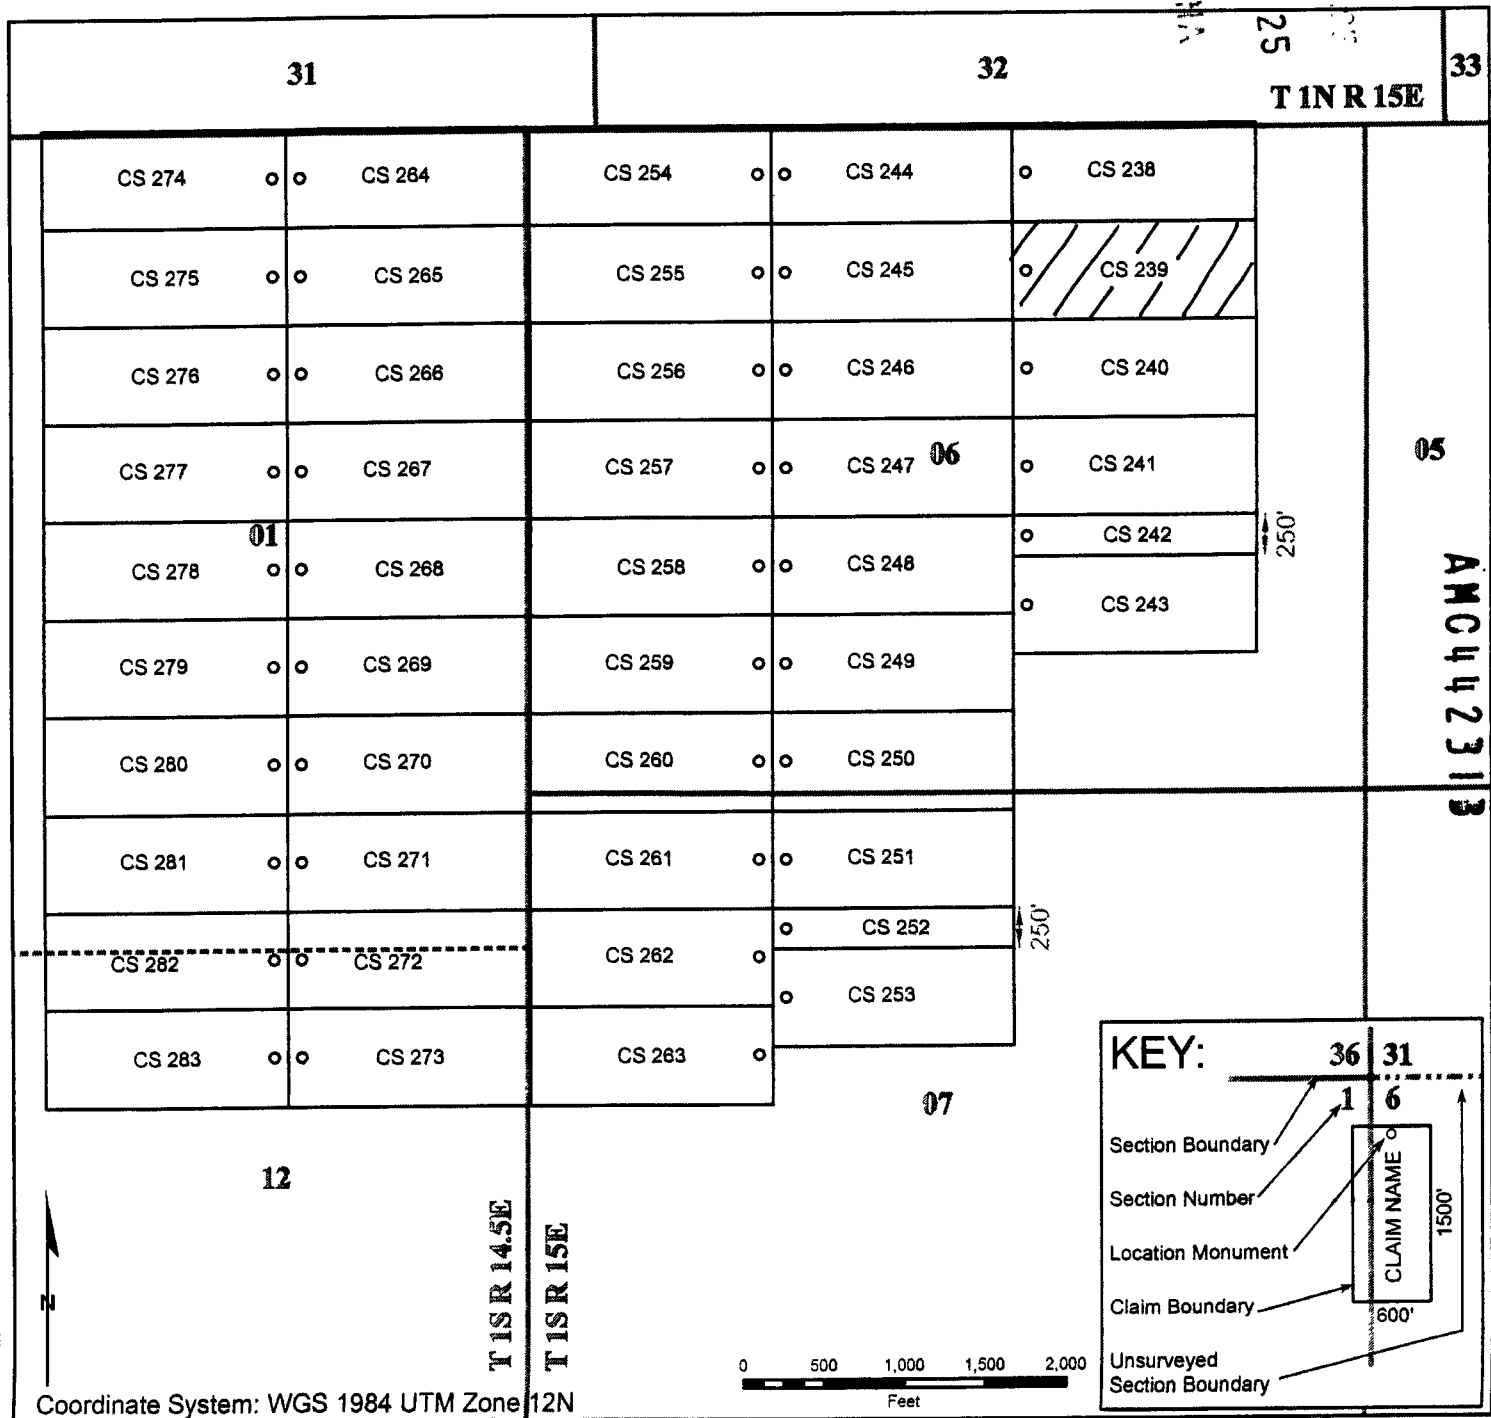 31
32
25
33
T 1N R 15E
CS 274
CS 264
CS 254
CS 244
CS 238
CS 275
CS 265
CS 255
CS 245
CS 239
CS 276
CS 266
CS 256
CS 246
CS 240
CS 277
CS 267
CS 257
CS 247
06
CS 241
05
01
CS 242
250'
CS 278
CS 268
CS 258
CS 248
CS 243
CS 279
CS 269
CS 259
CS 249
CS 280
CS 270
CS 260
CS 250
AMC442313
CS 281
CS 271
CS 261
CS 251
CS 252
250'
CS 282
CS 272
CS 262
CS 253
CS 283
CS 273
CS 263
07
12
T 1S R 14.5E
T 1S R 15E
N
KEY:
36 31
1 6
Section Boundary
Section Number
Location Monument
Claim Boundary
Unsurveyed
Section Boundary
CLAIM NAME
1500'
600'
0 500 1,000 1,500 2,000
Feet
Coordinate System: WGS 1984 UTM Zone 12N